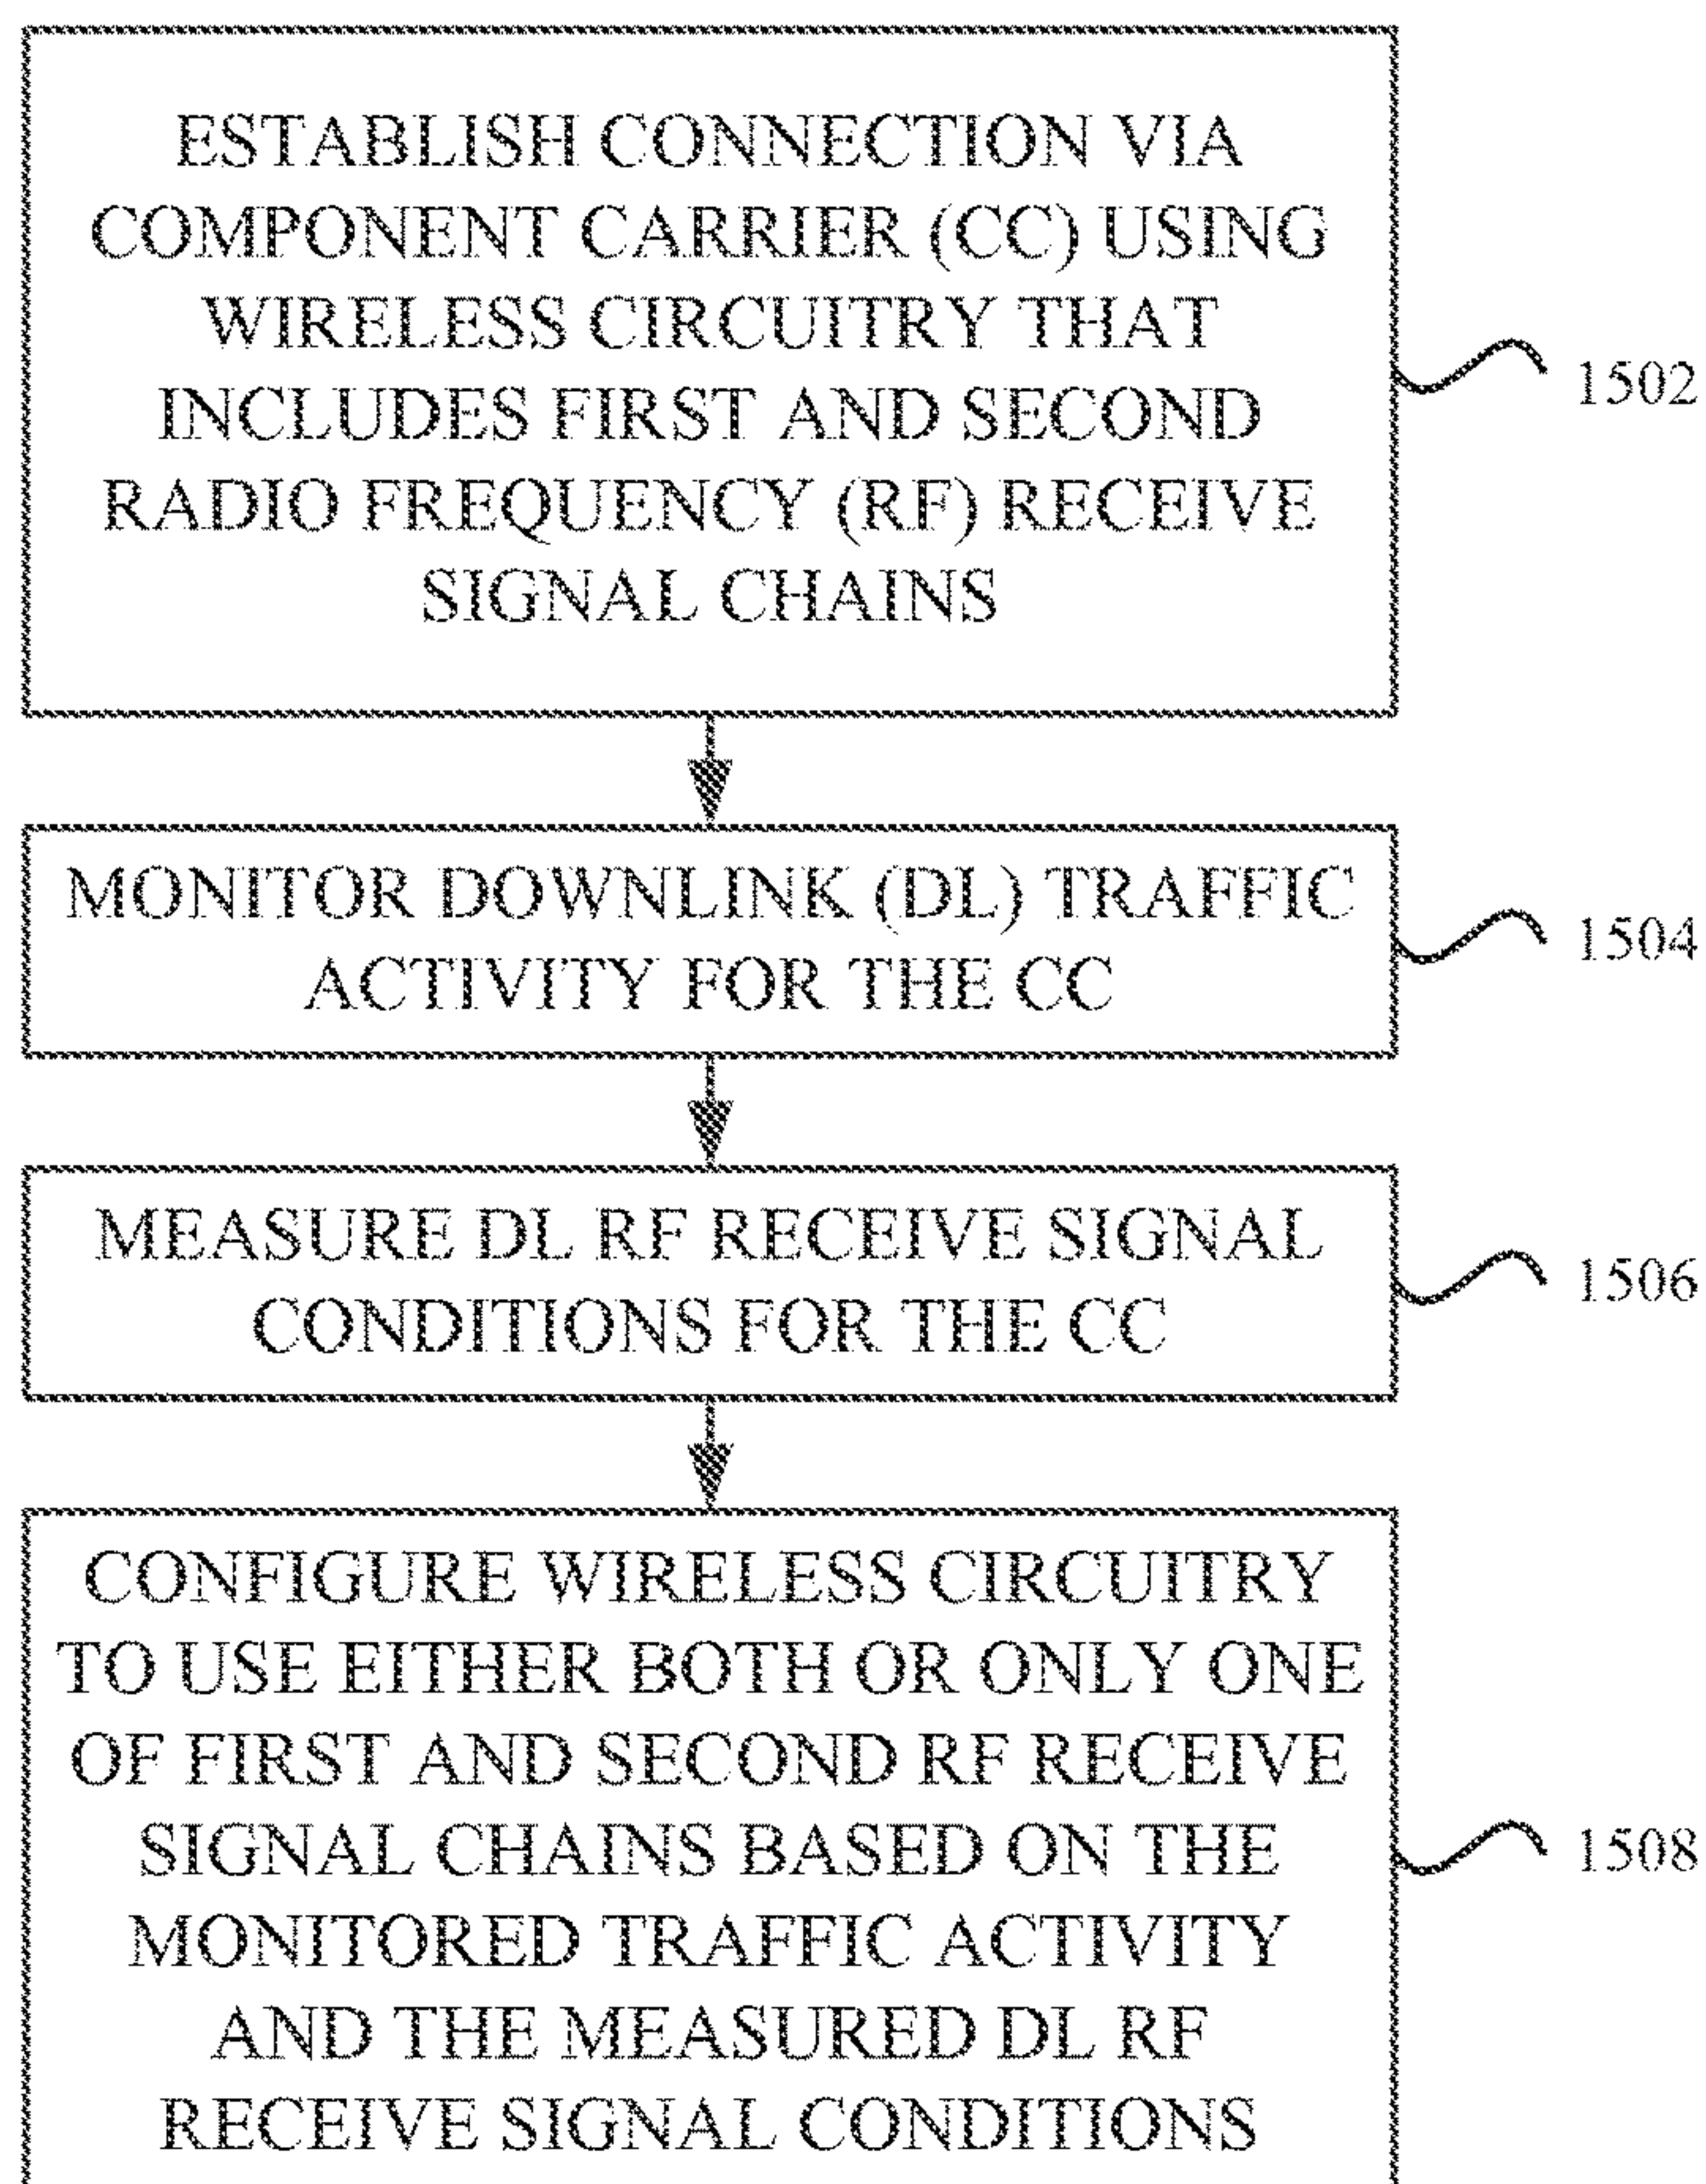 ESTABLISH CONNECTION VIA
COMPONENT CARRIER (CC) USING
WIRELESS CIRCUITRY THAT
INCLUDES FIRST AND SECOND
RADIO FREQUENCY (RF) RECEIVE
SIGNAL CHAINS
1502
MONITOR DOWNLINK (DL) TRAFFIC
ACTIVITY FOR THE CC
1504
MEASURE DL RF RECEIVE SIGNAL
CONDITIONS FOR THE CC
1506
CONFIGURE WIRELESS CIRCUITRY
TO USE EITHER BOTH OR ONLY ONE
OF FIRST AND SECOND RF RECEIVE
SIGNAL CHAINS BASED ON THE
MONITORED TRAFFIC ACTIVITY
AND THE MEASURED DL RF
RECEIVE SIGNAL CONDITIONS
1508